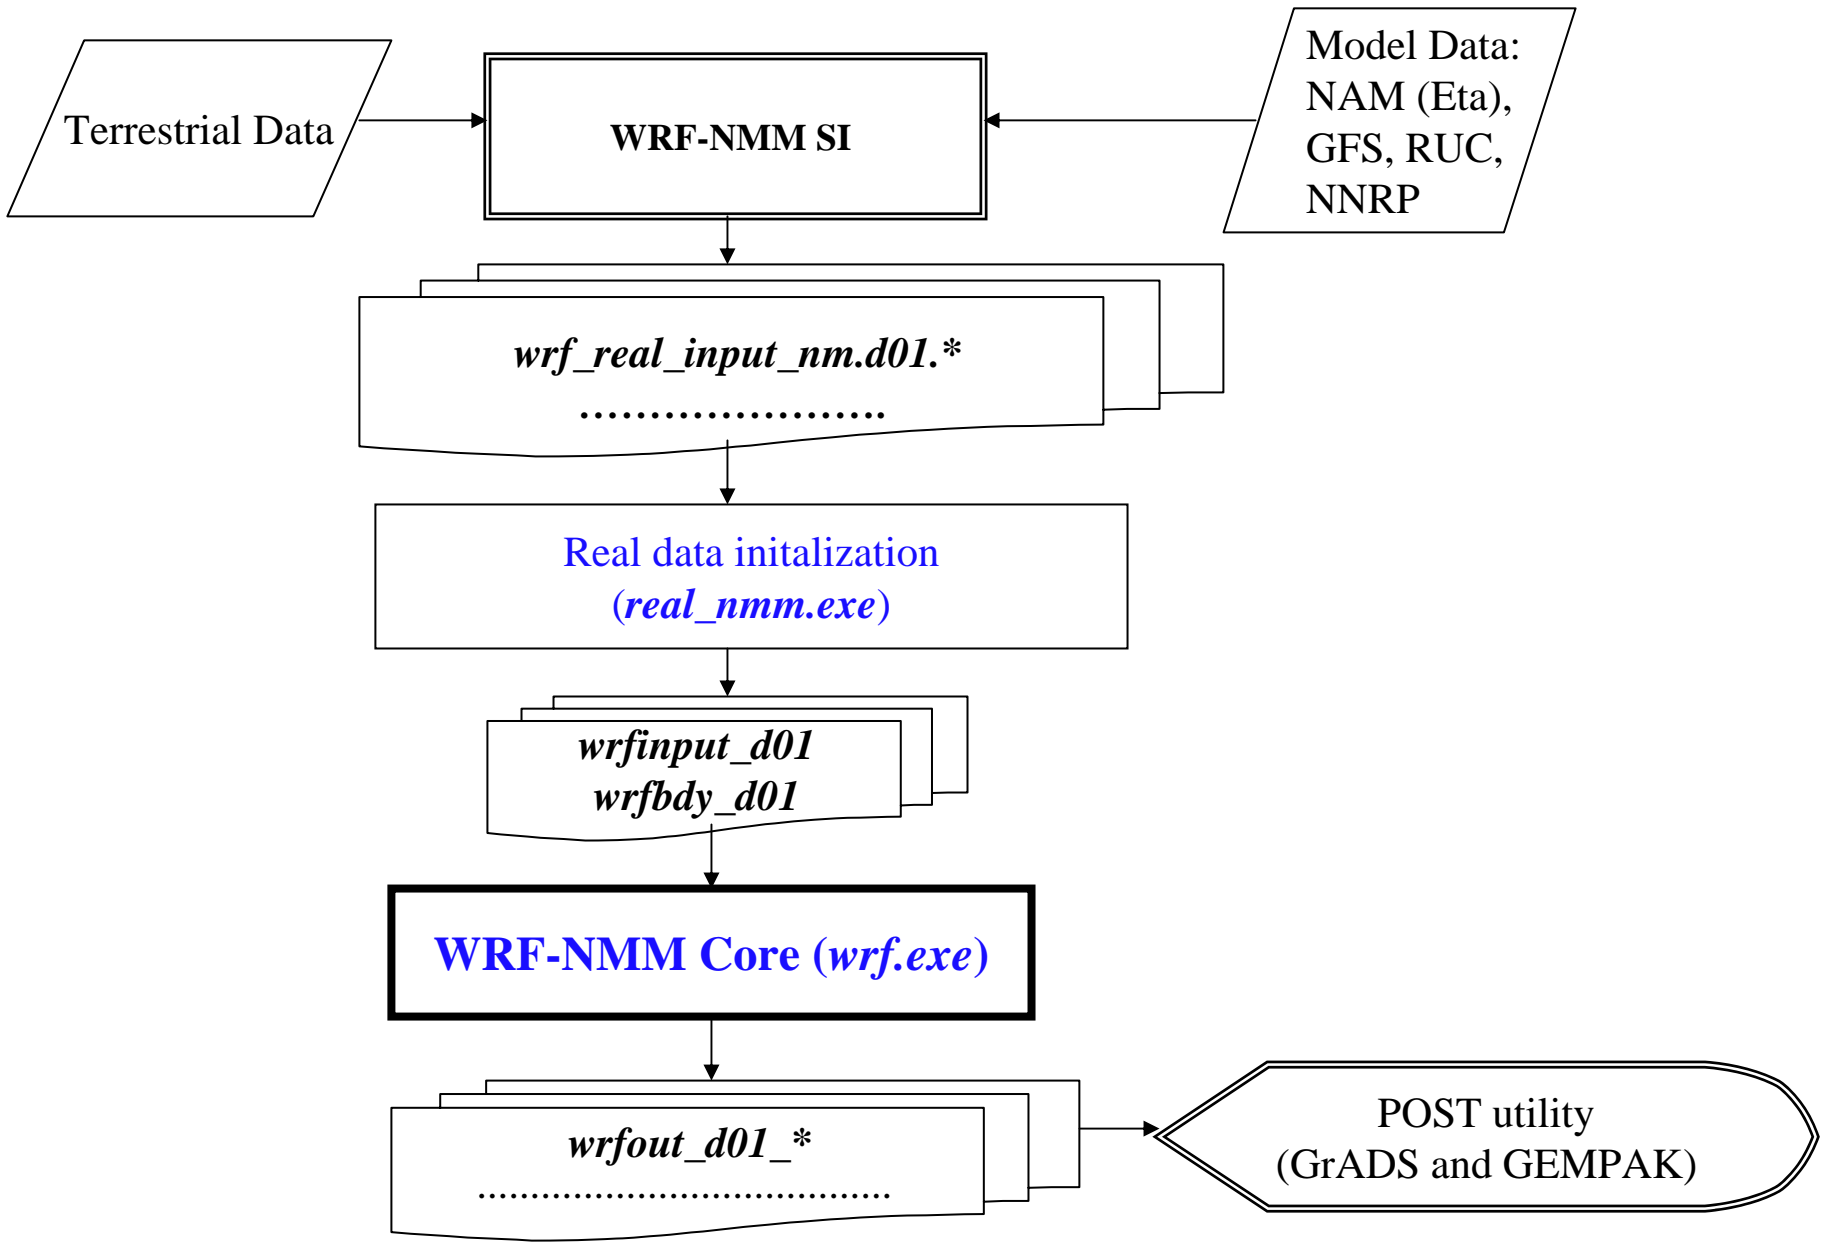 Terrestrial Data
WRF-NMM SI
Model Data:
NAM (Eta),
GFS, RUC,
NNRP
wrf_real_input_nm.d01.*
......................
Real data initalization
(real_nmm.exe)
wrfinput_d01
wrfbdy_d01
WRF-NMM Core (wrf.exe)
wrfout_d01_*
.....................................
POST utility
(GrADS and GEMPAK)